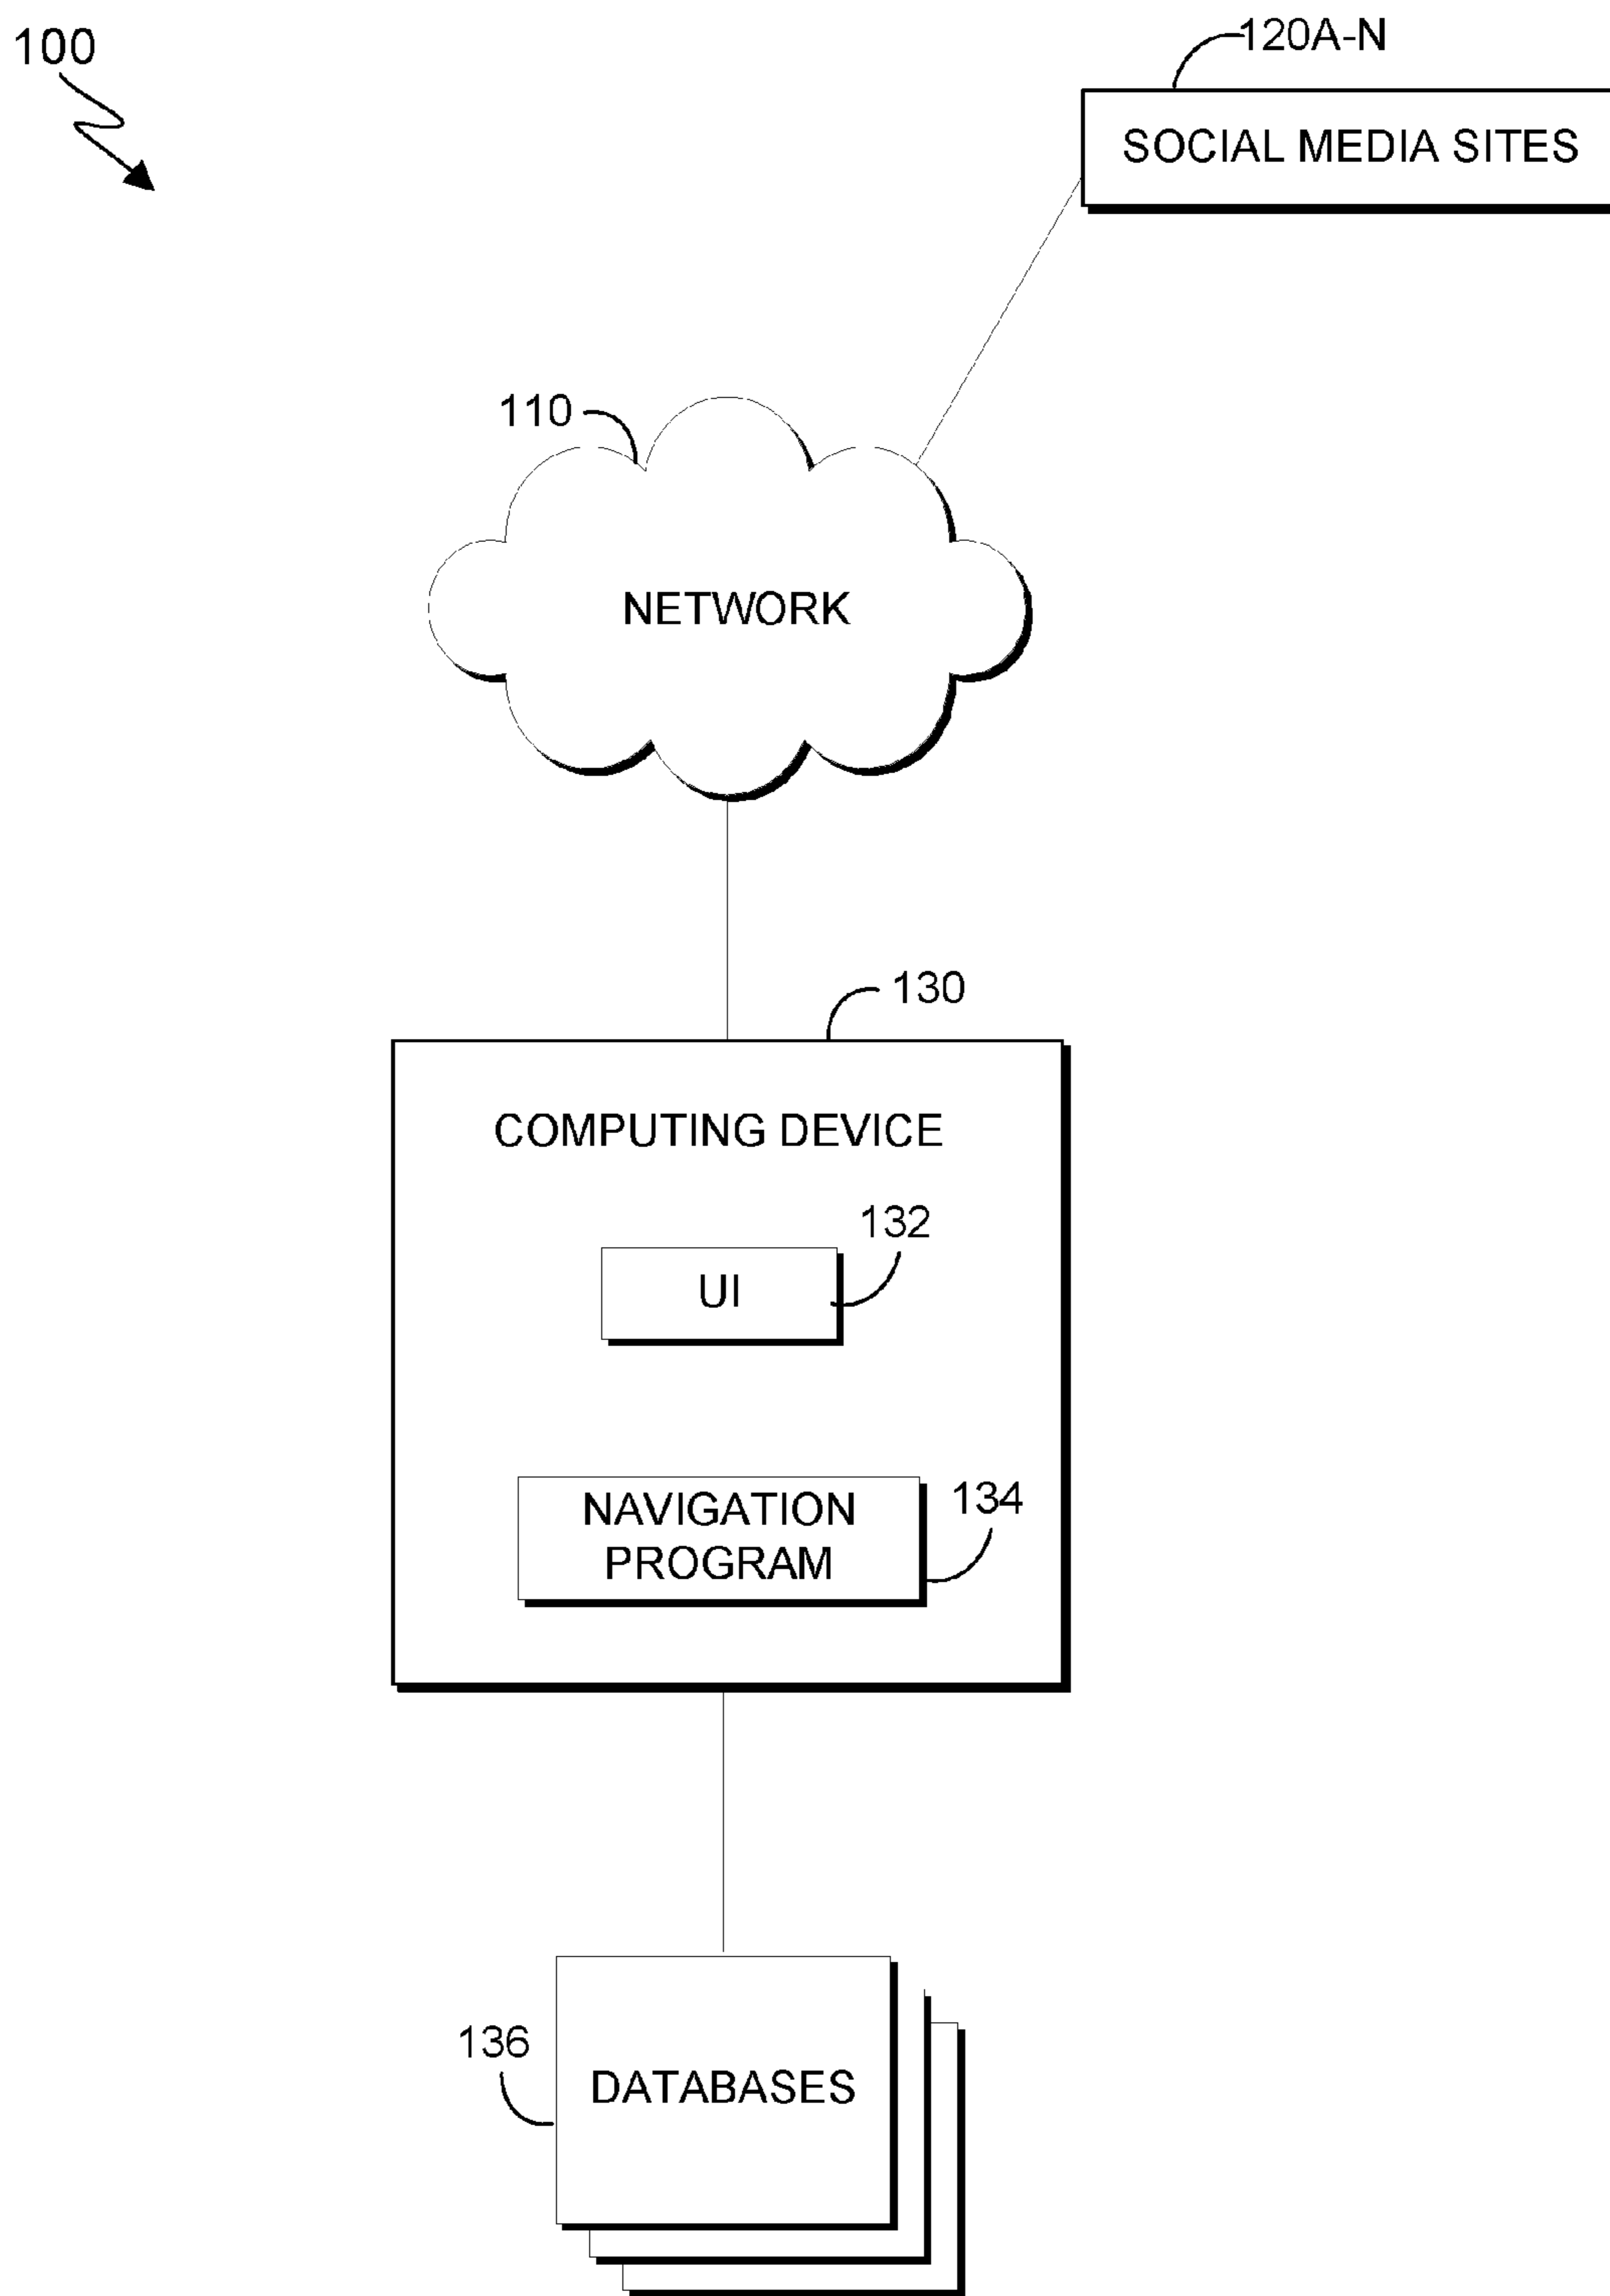 100
120A-N
SOCIAL MEDIA SITES
110
NETWORK
130
COMPUTING DEVICE
132
UI
134
NAVIGATION
PROGRAM
136
DATABASES